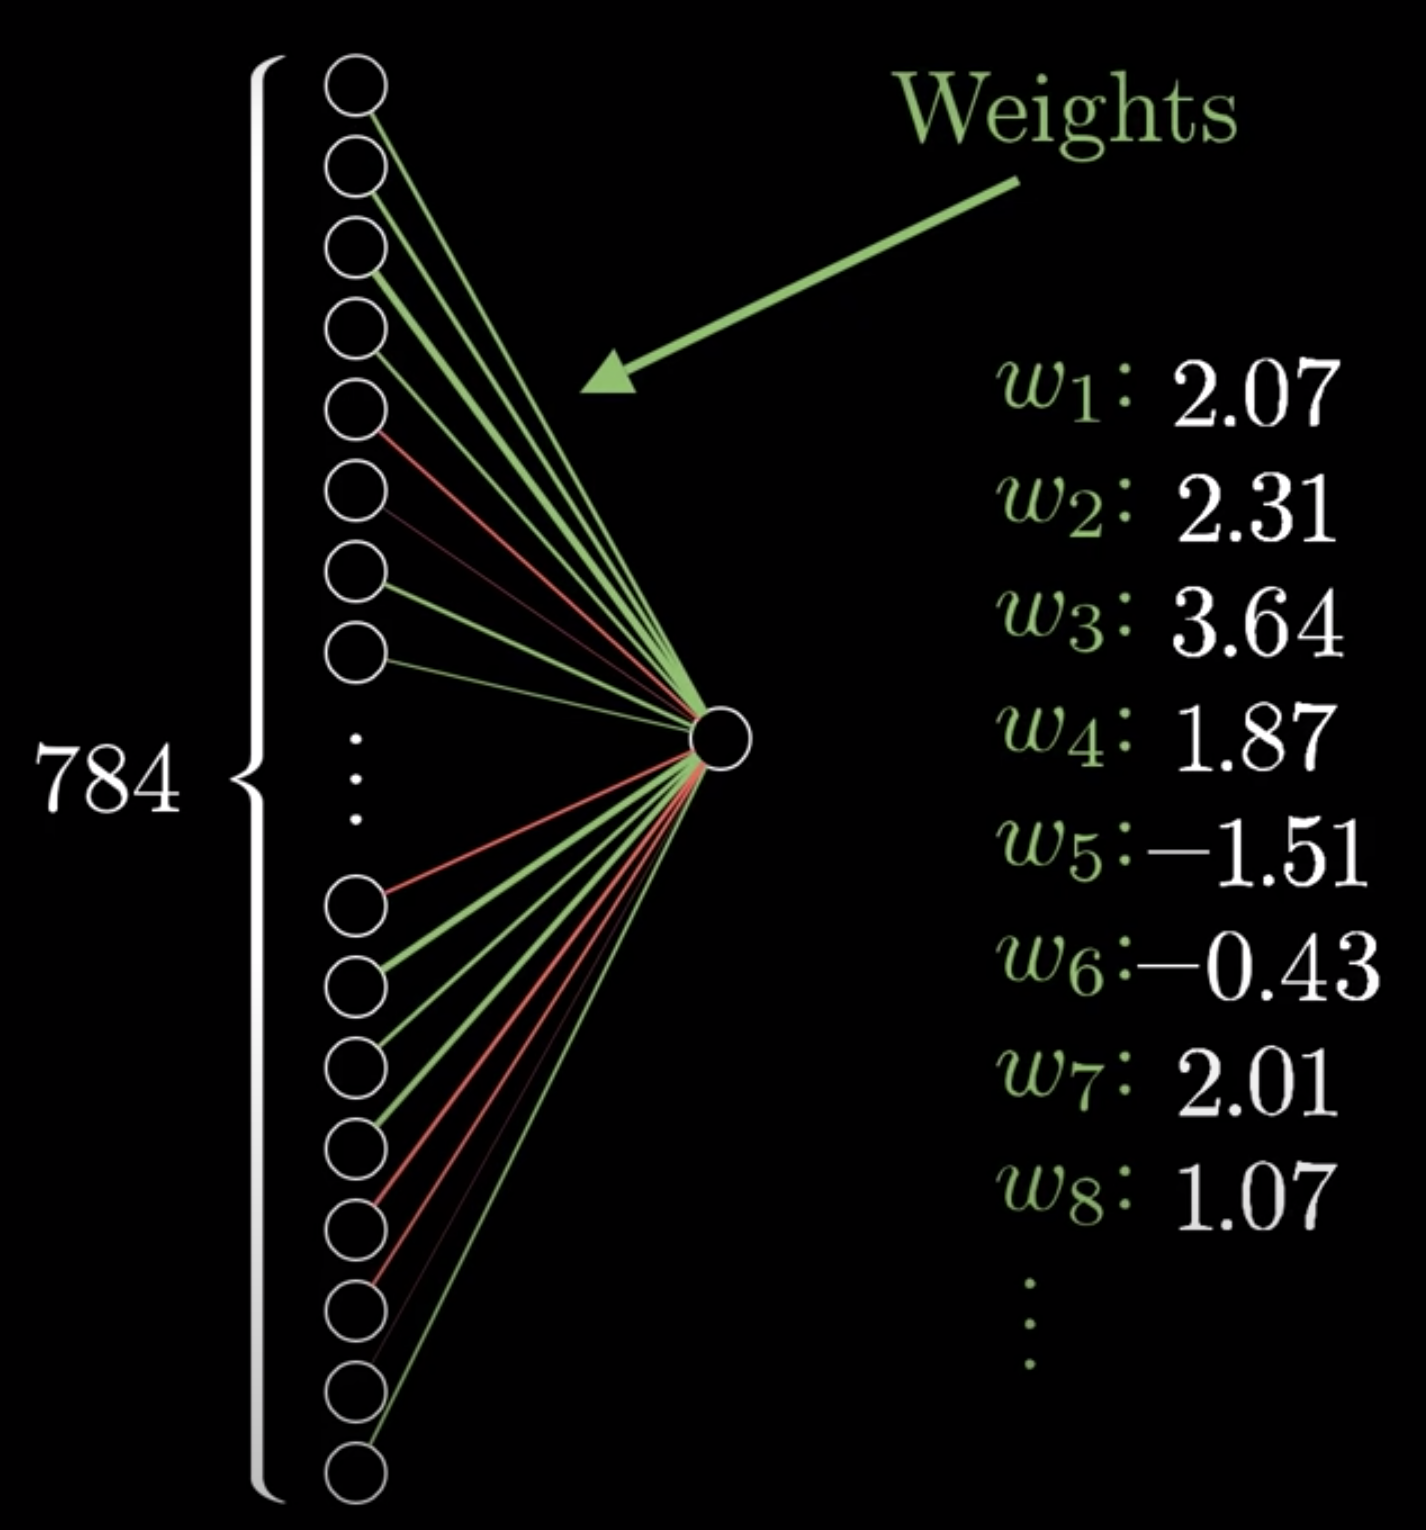 Weights
784
w₁: 2.07
w₂: 2.31
w₃: 3.64
w₄: 1.87
w₅: −1.51
w₆: −0.43
w₇: 2.01
w₈: 1.07
⋮